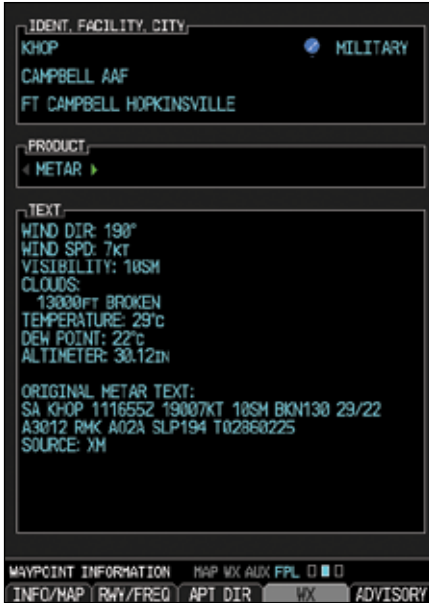 IDENT, FACILITY, CITY
KHOP MILITARY
CAMPBELL AAF
FT CAMPBELL HOPKINSVILLE
PRODUCT
METAR
TEXT
WIND DIR: 190°
WIND SPD: 7KT
VISIBILITY: 10SM
CLOUDS:
13000FT BROKEN
TEMPERATURE: 29°C
DEW POINT: 22°C
ALTIMETER: 30.12IN
ORIGINAL METAR TEXT:
SA KHOP 111655Z 19007KT 10SM BKN130 29/22
A3012 RMK AO2A SLP194 T02860225
SOURCE: XM
WAYPOINT INFORMATION MAP WX AUX FPL
INFO/MAP RWY/FREQ APT DIR WX ADVISORY